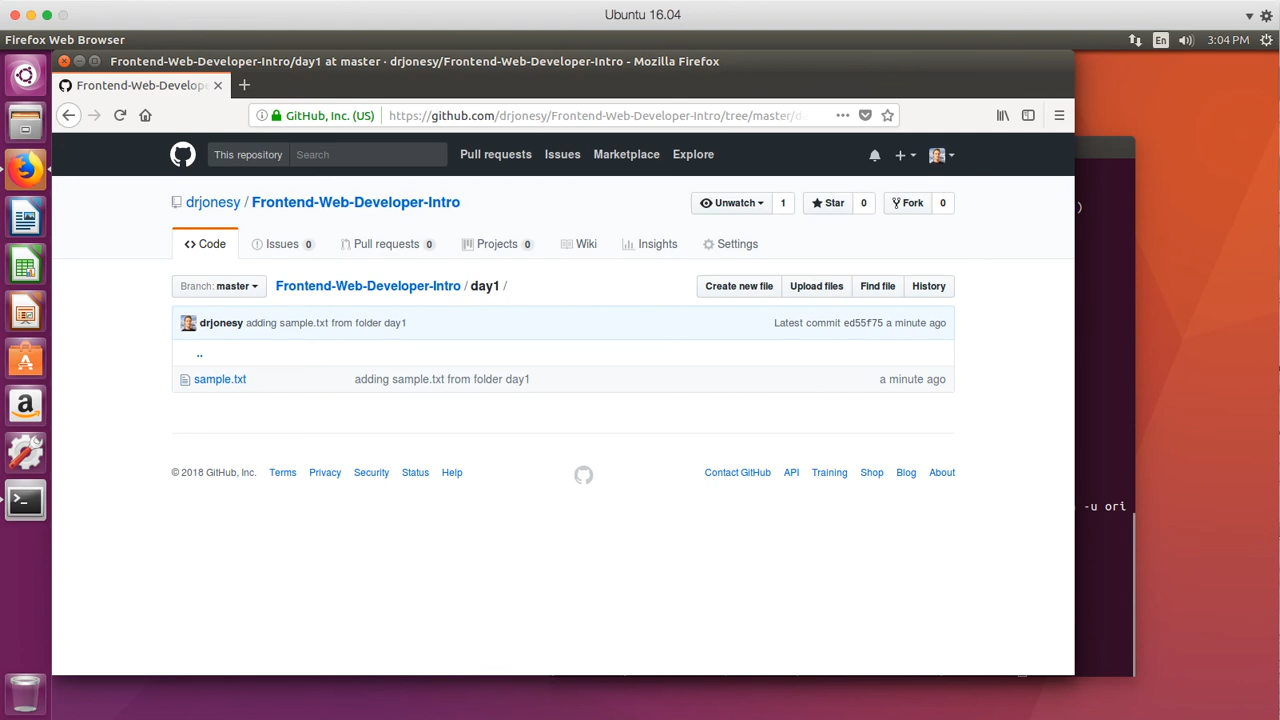 Ubuntu 16.04
Firefox Web Browser
En
3:04 PM
Frontend-Web-Developer-Intro/day1 at master · drjonesy/Frontend-Web-Developer-Intro - Mozilla Firefox
Frontend-Web-Develope
GitHub, Inc. (US)
https://github.com/drjonesy/Frontend-Web-Developer-Intro/tree/master/d
This repository
Search
Pull requests
Issues
Marketplace
Explore
drjonesy / Frontend-Web-Developer-Intro
Unwatch 1
Star 0
Fork 0
Code
Issues 0
Pull requests 0
Projects 0
Wiki
Insights
Settings
Branch: master
Frontend-Web-Developer-Intro / day1 /
Create new file
Upload files
Find file
History
drjonesy adding sample.txt from folder day1
Latest commit ed55f75 a minute ago
..
sample.txt
adding sample.txt from folder day1
a minute ago
© 2018 GitHub, Inc.
Terms
Privacy
Security
Status
Help
Contact GitHub
API
Training
Shop
Blog
About
)
-u ori